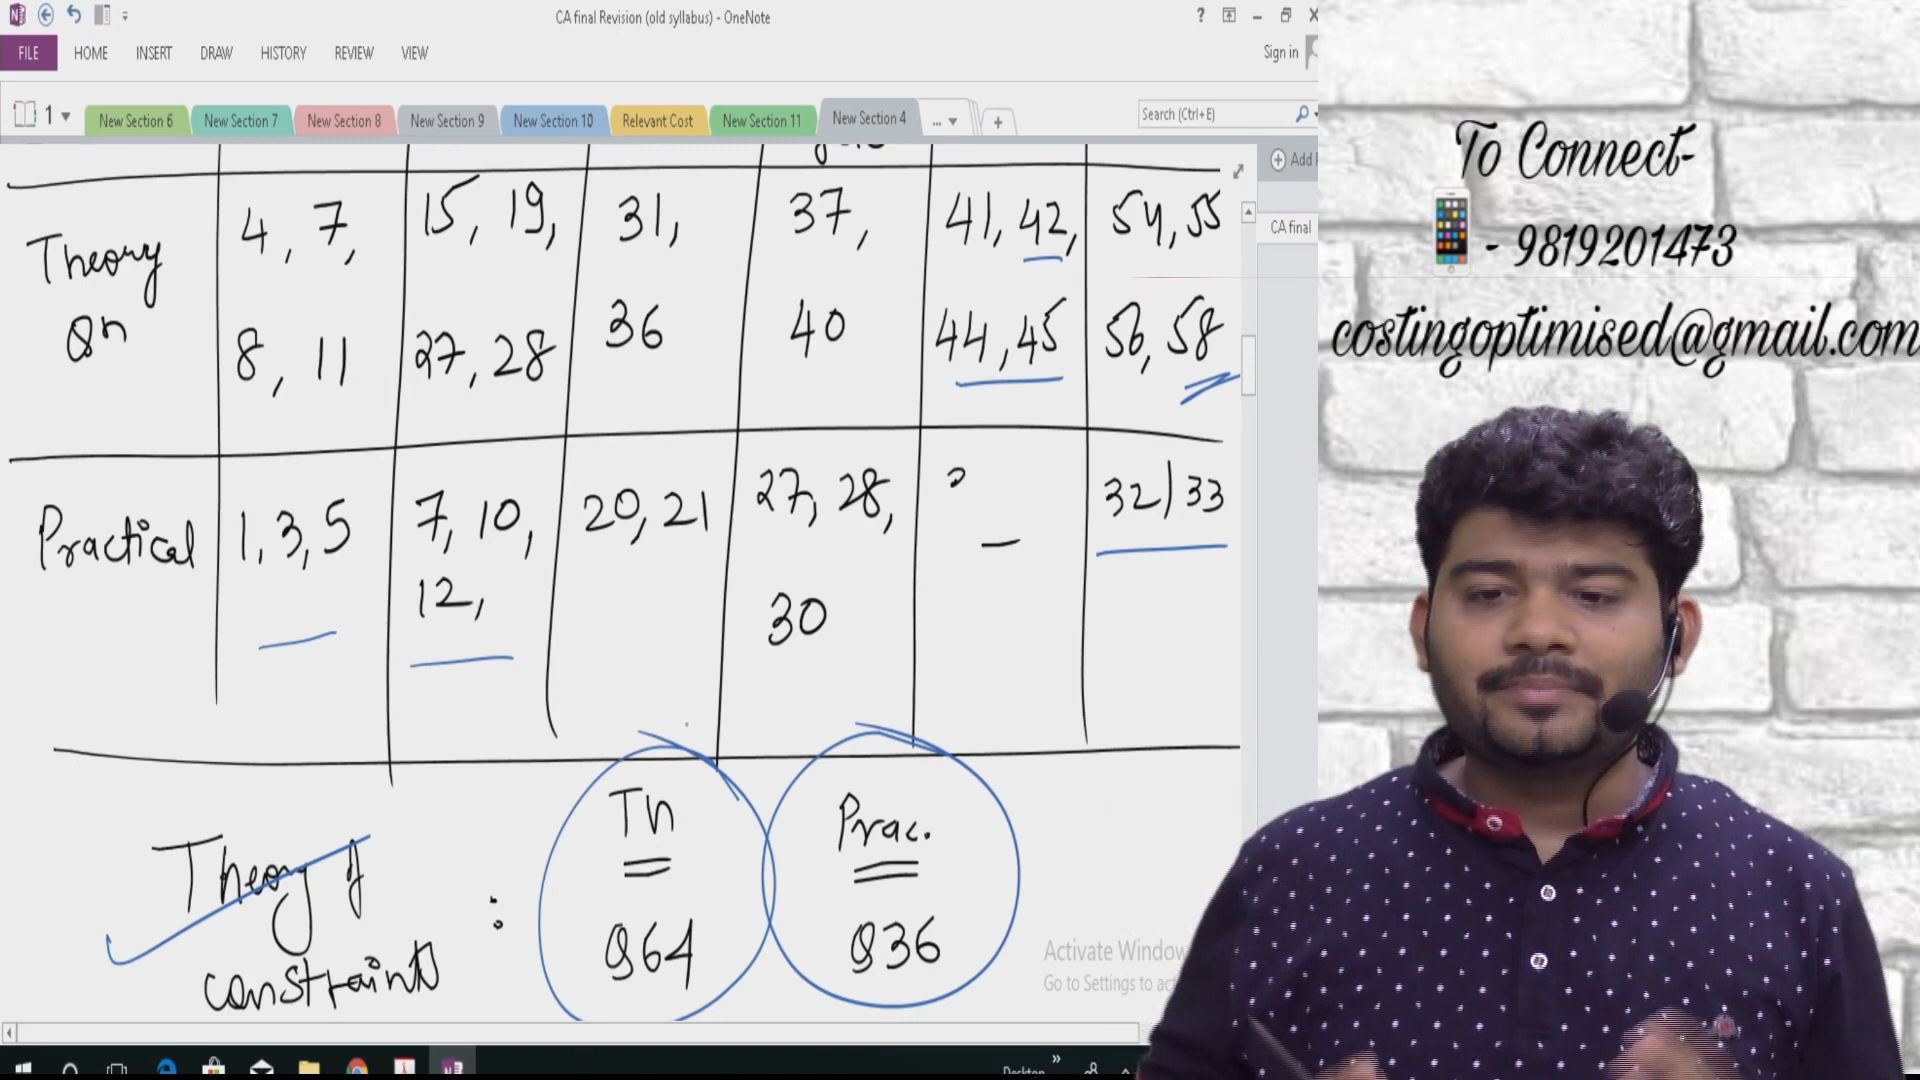 CA final Revision (old syllabus) - OneNote
FILE HOME INSERT DRAW HISTORY REVIEW VIEW
Sign in
1 New Section 6 New Section 7 New Section 8 New Section 9 New Section 10 Relevant Cost New Section 11 New Section 4 ... +
Search (Ctrl+E)
Add
CA final
Theory Qn
4, 7,
8, 11
15, 19,
27, 28
31,
36
37,
40
41, 42,
44, 45
54, 55
56, 58
Practical
1, 3, 5
7, 10,
12,
20, 21
27, 28,
30
-
32/33
Theory of
constraints :
Th
Q64
Prac.
Q36
Activate Window
Go to Settings to act
Desktop
To Connect-
- 9819201473
costingoptimised@gmail.com